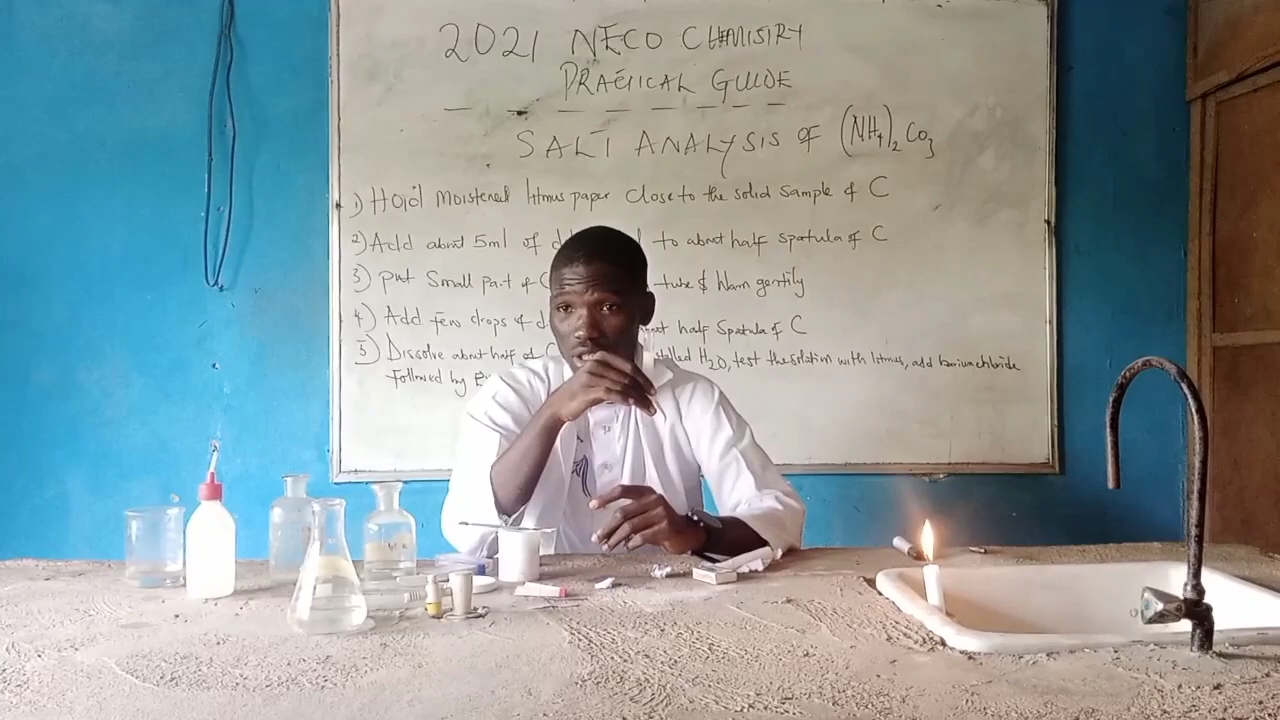 2021 NECO CHEMISTRY
PRACTICAL GUIDE
SALT ANALYSIS OF (NH4)2 CO3
1) Hold Moistened litmus paper Close to the solid sample of C
2) Add about 5ml of to about half spatula of C
3) Put Small part of C tube & Warm gently
4) Add few drops of half Spatula of C
5) Dissolve about half of C H2O, test the solution with litmus, add barium chloride
followed by